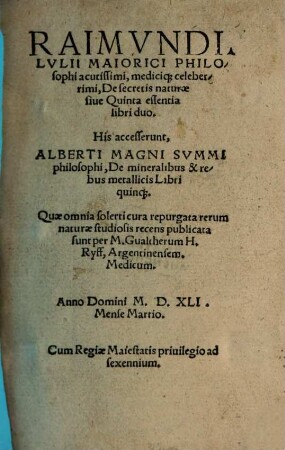 RAIMVNDI.
LVLII MAIORICI PHILO-
sophi acutissimi, mediciq́; celeber-
rimi, De secretis naturæ
siue Quinta essentia
libri duo.
His accesserunt,
ALBERTI MAGNI SVMMI
philosophi, De mineralibus & re-
bus metallicis Libri
quinq́;.
Quæ omnia solerti cura repurgata rerum
naturæ studiosis recens publicata
sunt per M. Gualtherum H.
Ryff, Argentinensem.
Medicum.
Anno Domini M. D. XLI.
Mense Martio.
Cum Regiæ Maiestatis priuilegio ad
sexennium.